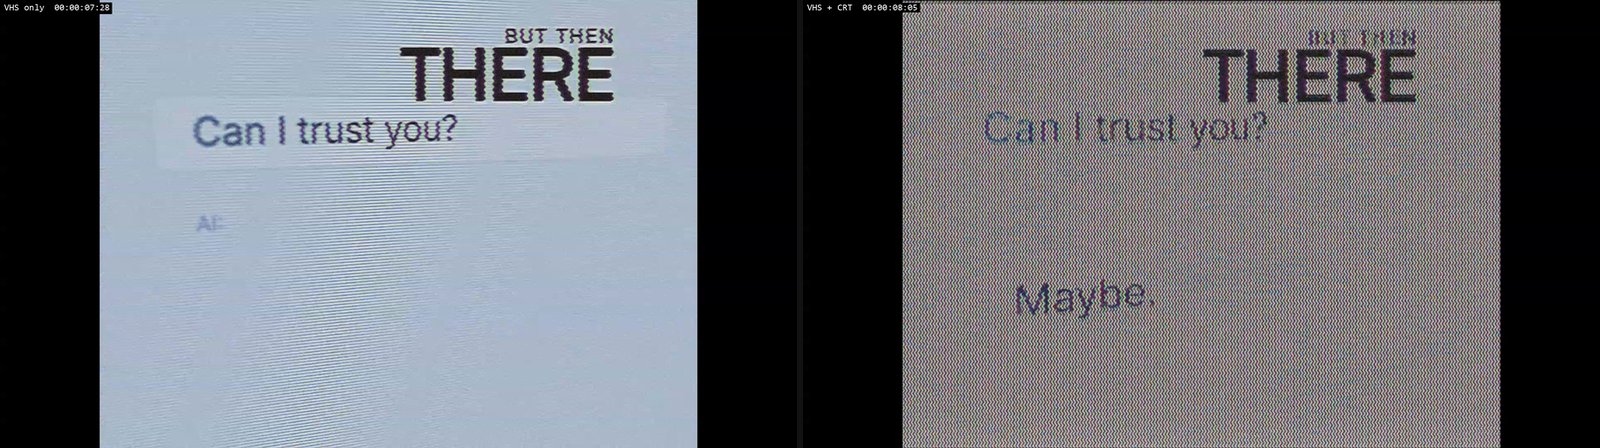 VHS only 00:00:07:28
BUT THEN
THERE
Can I trust you?
AI:
VHS + CRT 00:00:08:05
BUT THEN
THERE
Can I trust you?
Maybe.